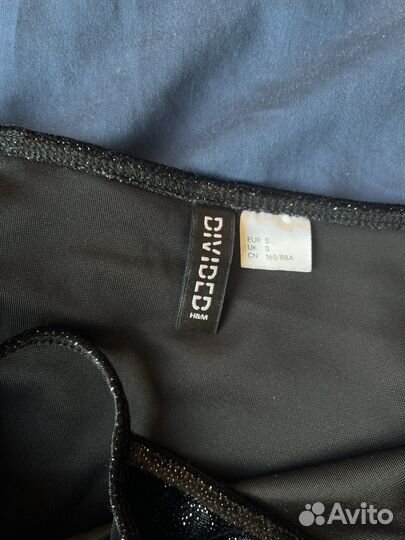 DIVIDED
H&M
EUR S
UK S
CN 165/88A
Avito